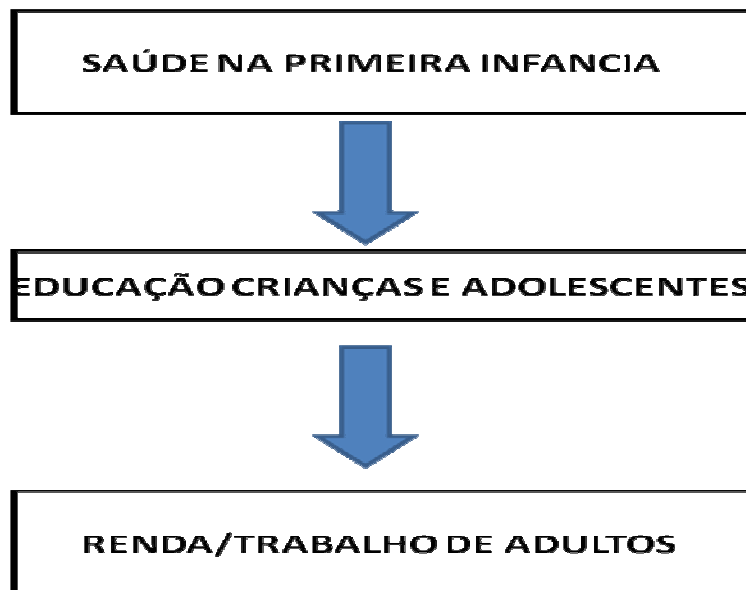 SAÚDE NA PRIMEIRA INFANCIA
EDUCAÇÃO CRIANÇAS E ADOLESCENTES
RENDA/TRABALHO DE ADULTOS